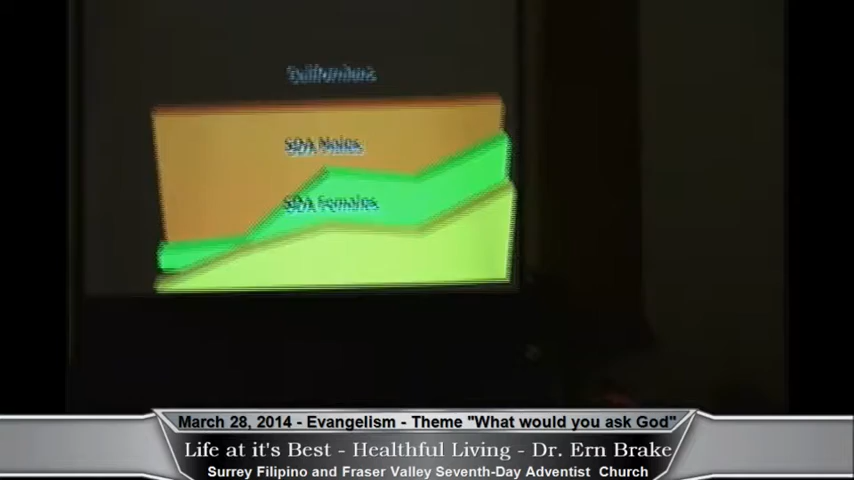 Californians
SDA Males
SDA Females
March 28, 2014 - Evangelism - Theme "What would you ask God"
Life at it's Best - Healthful Living - Dr. Ern Brake
Surrey Filipino and Fraser Valley Seventh-Day Adventist Church